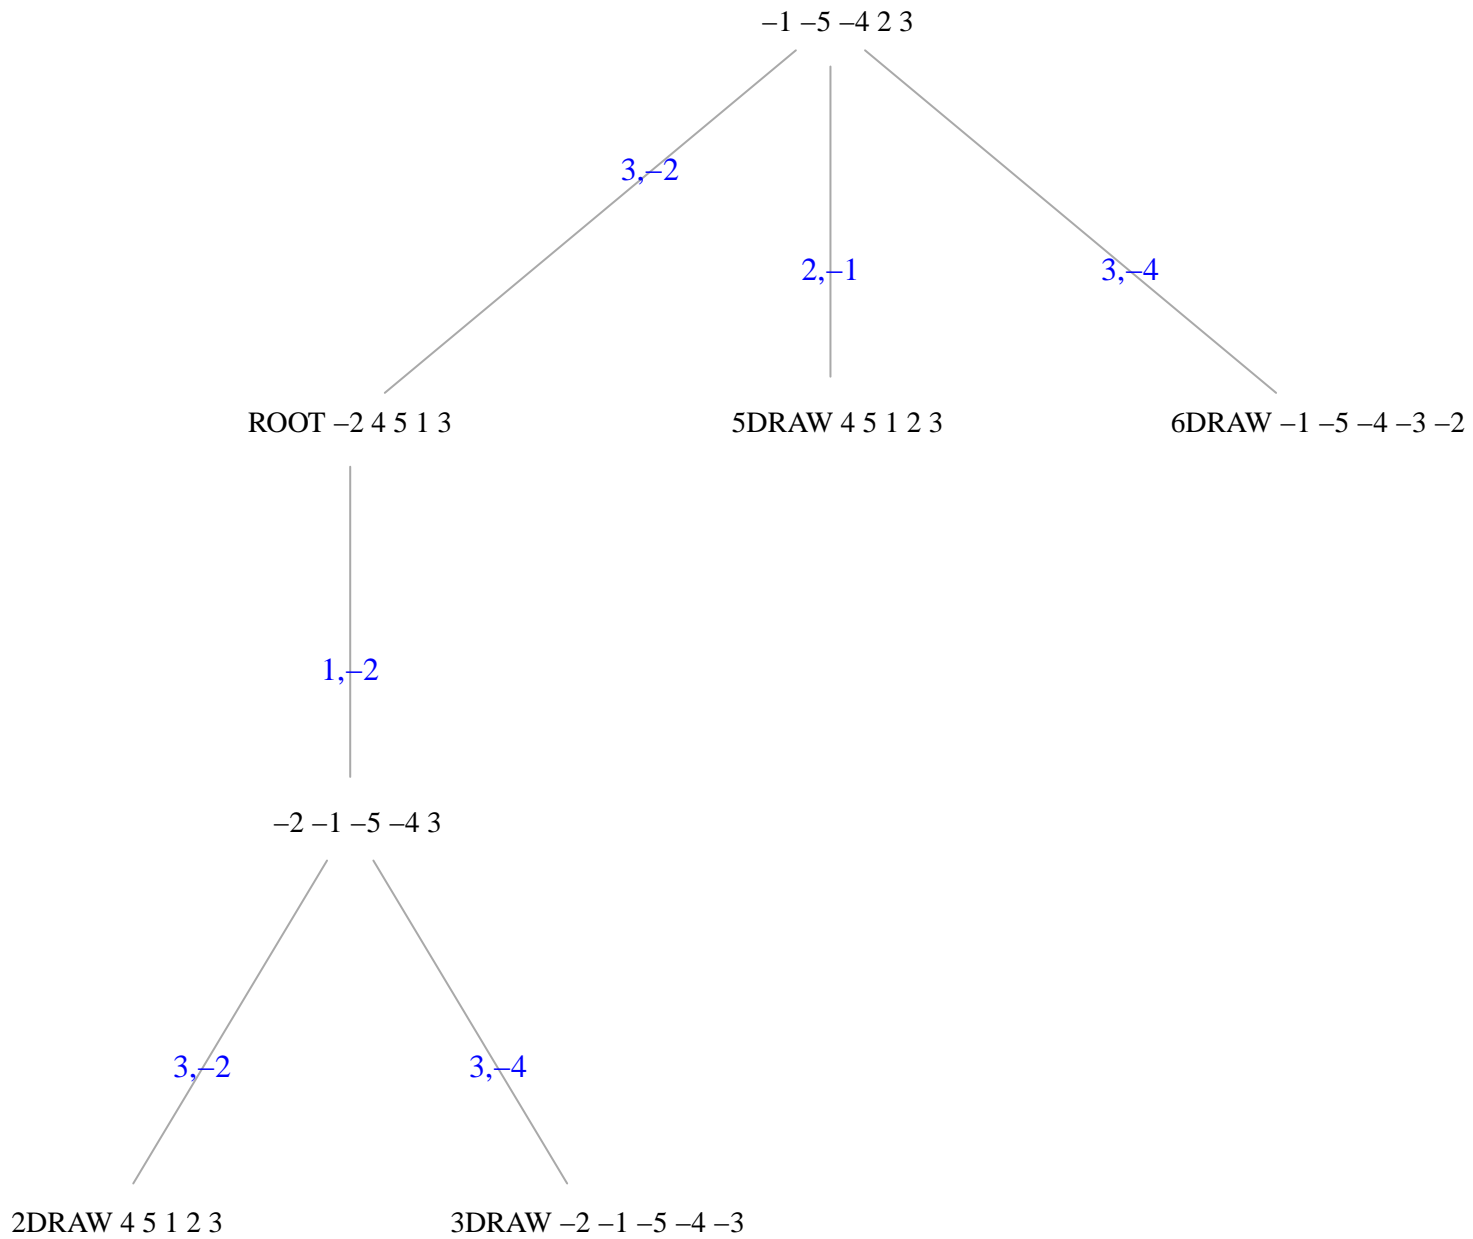 –1 –5 –4 2 3
3,–2
2,–1
3,–4
ROOT –2 4 5 1 3
5DRAW 4 5 1 2 3
6DRAW –1 –5 –4 –3 –2
1,–2
–2 –1 –5 –4 3
3,–2
3,–4
2DRAW 4 5 1 2 3
3DRAW –2 –1 –5 –4 –3